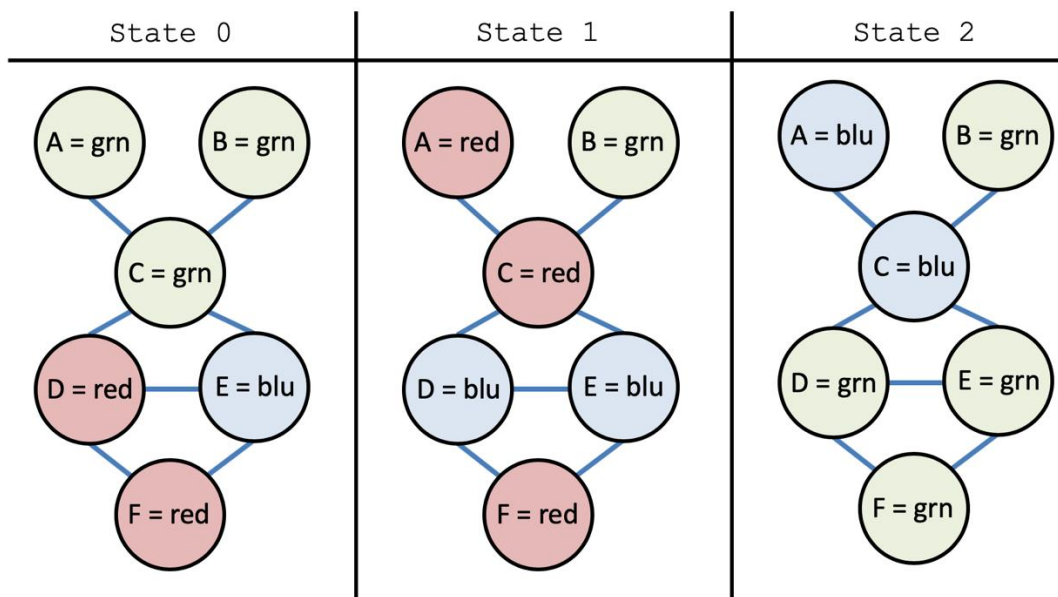 State 0
A = grn
B = grn
C = grn
D = red
E = blu
F = red
State 1
A = red
B = grn
C = red
D = blu
E = blu
F = red
State 2
A = blu
B = grn
C = blu
D = grn
E = grn
F = grn